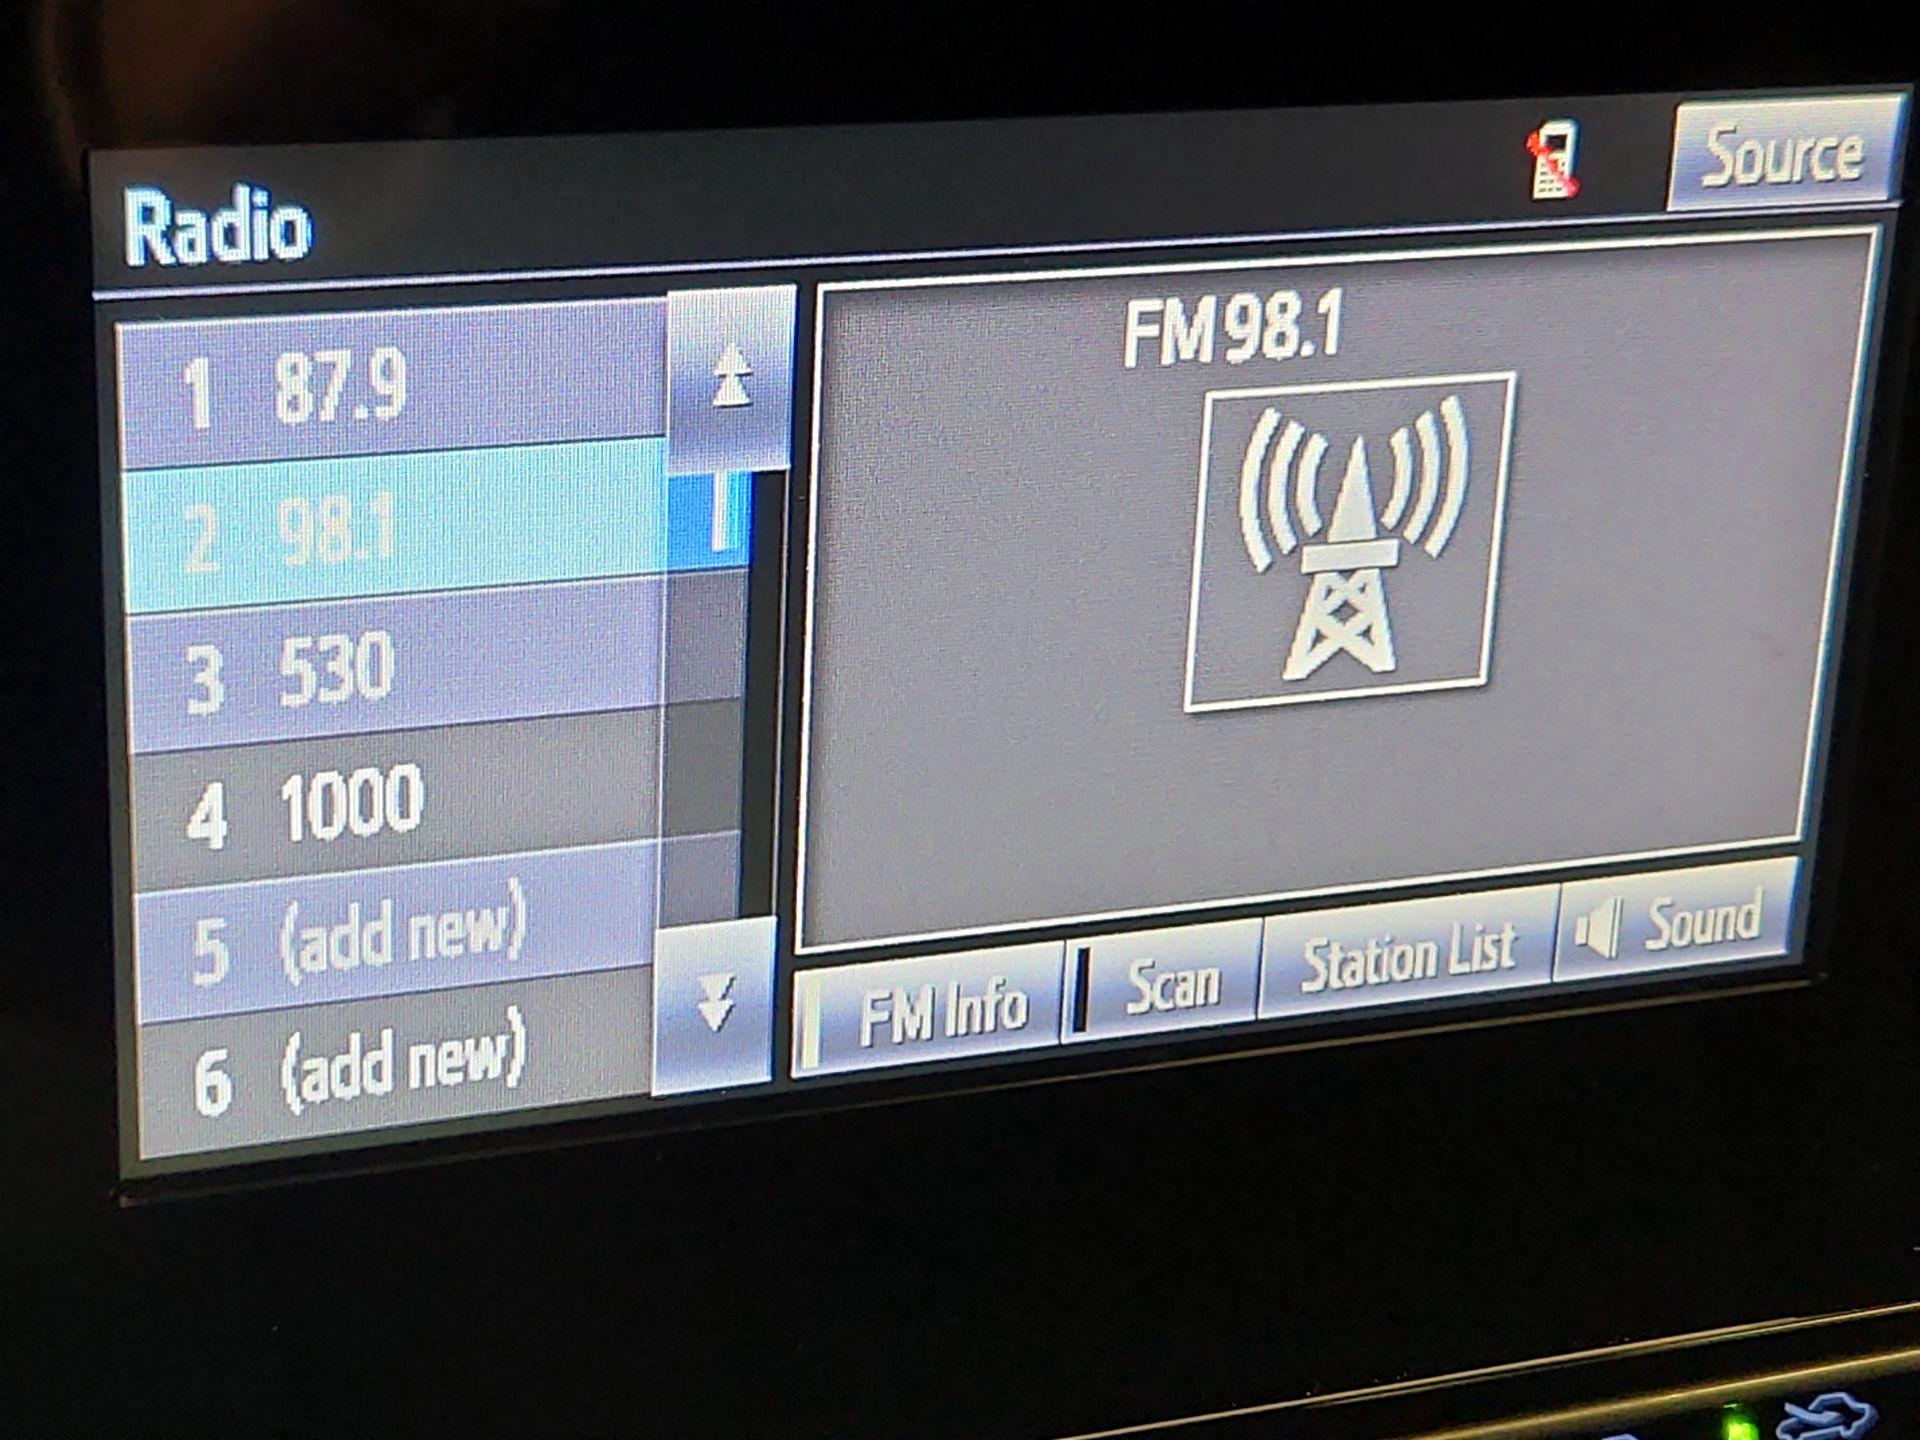 Radio
Source
1 87.9
2 98.1
3 530
4 1000
5 (add new)
6 (add new)
FM 98.1
FM Info
Scan
Station List
Sound